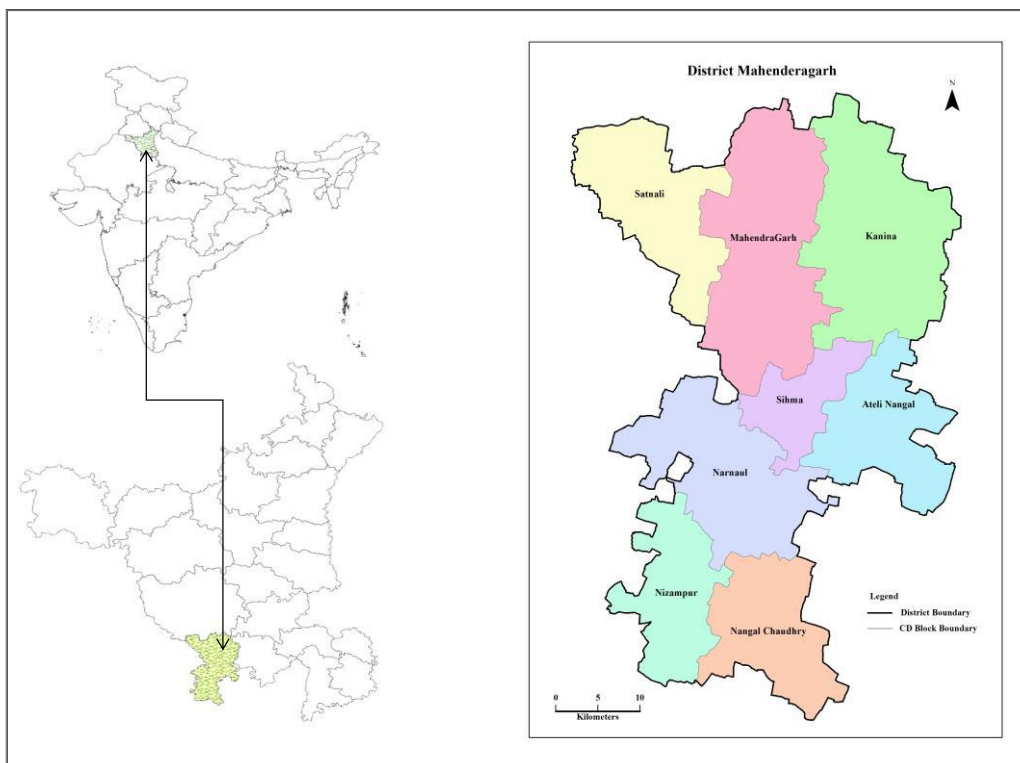 District Mahenderagarh
N
Satnali
MahendraGarh
Kanina
Sihma
Ateli Nangal
Narnaul
Nizampur
Nangal Chaudhry
Legend
District Boundary
CD Block Boundary
0 5 10
Kilometers